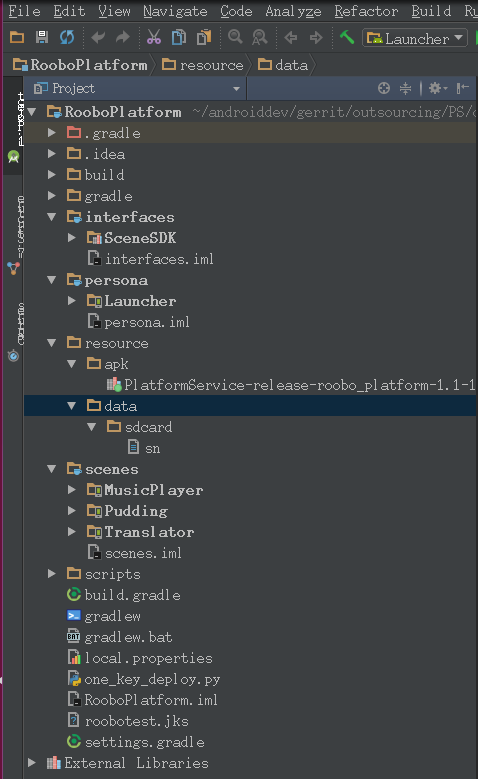 File Edit View Navigate Code Analyze Refactor Build
Launcher
RooboPlatform resource data
Project
RooboPlatform ~/androiddev/gerrit/outsourcing/PS/
.gradle
.idea
build
gradle
interfaces
SceneSDK
interfaces.iml
persona
Launcher
persona.iml
resource
apk
PlatformService-release-roobo_platform-1.1-1
data
sdcard
sn
scenes
MusicPlayer
Pudding
Translator
scenes.iml
scripts
build.gradle
gradlew
BAT gradlew.bat
local.properties
one_key_deploy.py
RooboPlatform.iml
roobotest.jks
settings.gradle
External Libraries